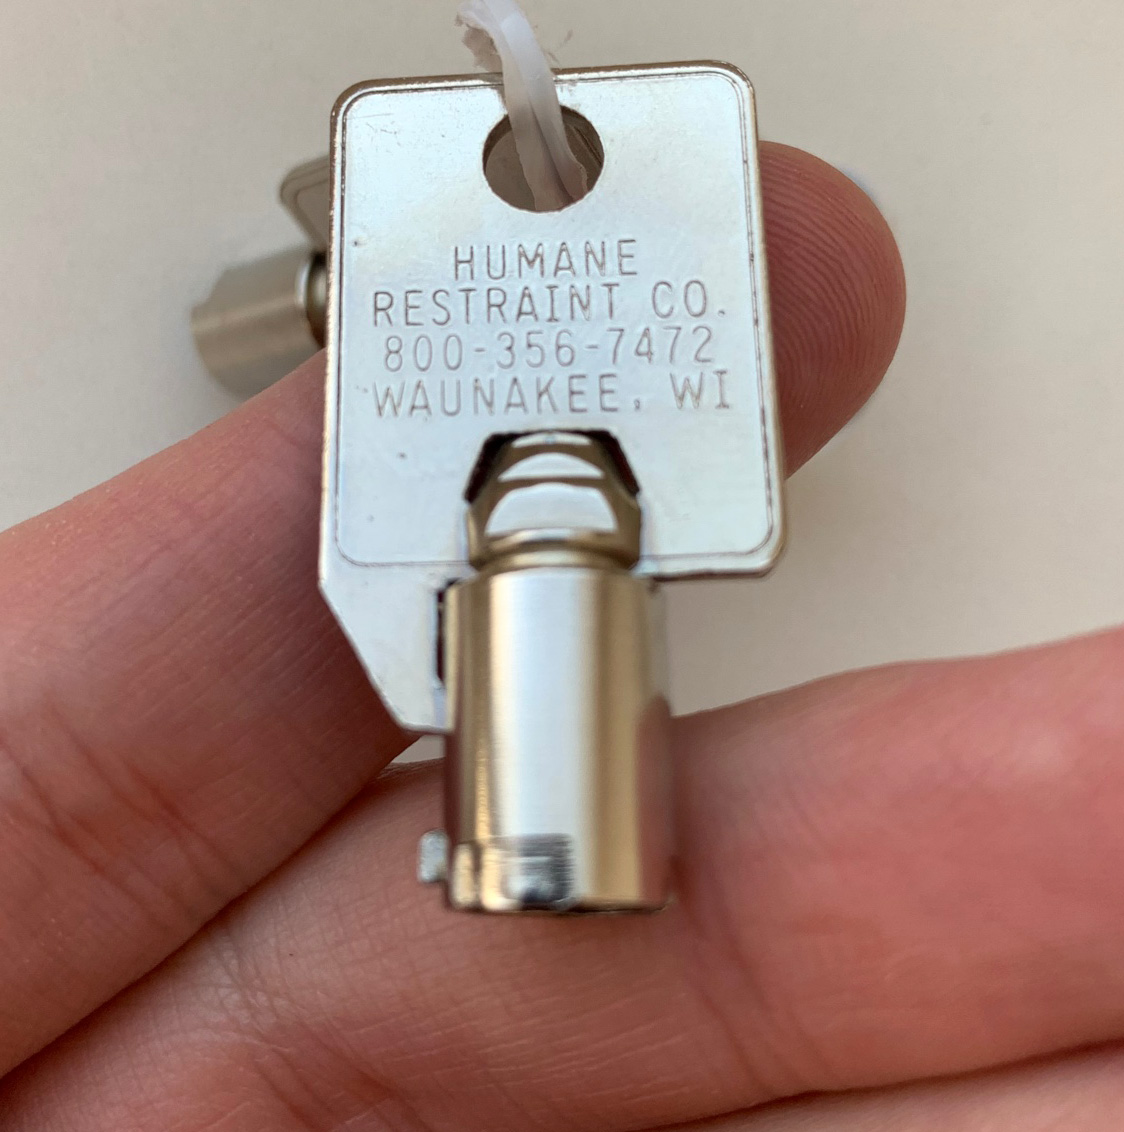 HUMANE
RESTRAINT CO.
800-356-7472
WAUNAKEE, WI